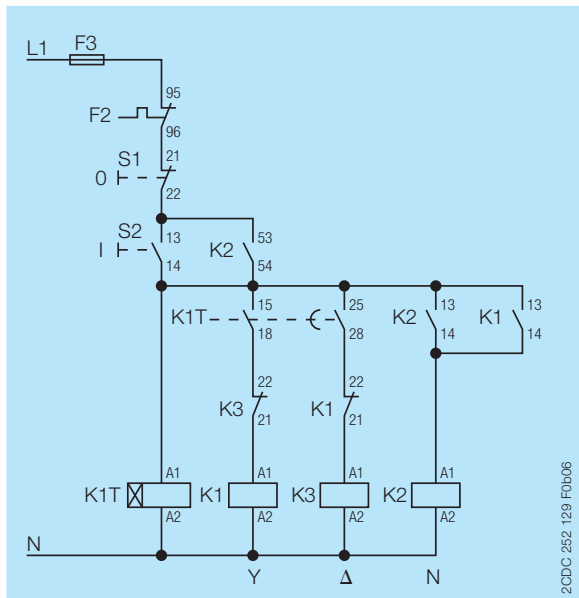 L1 F3
95
F2
96
S1 21
0
22
S2 13 53
I K2
14 54
15 25 13 13
K1T K2 K1
18 28 14 14
22 22
K3 K1
21 21
A1 A1 A1 A1
K1T K1 K3 K2
A2 A2 A2 A2
N
Y Δ N
2CDC 252 129 F0b06